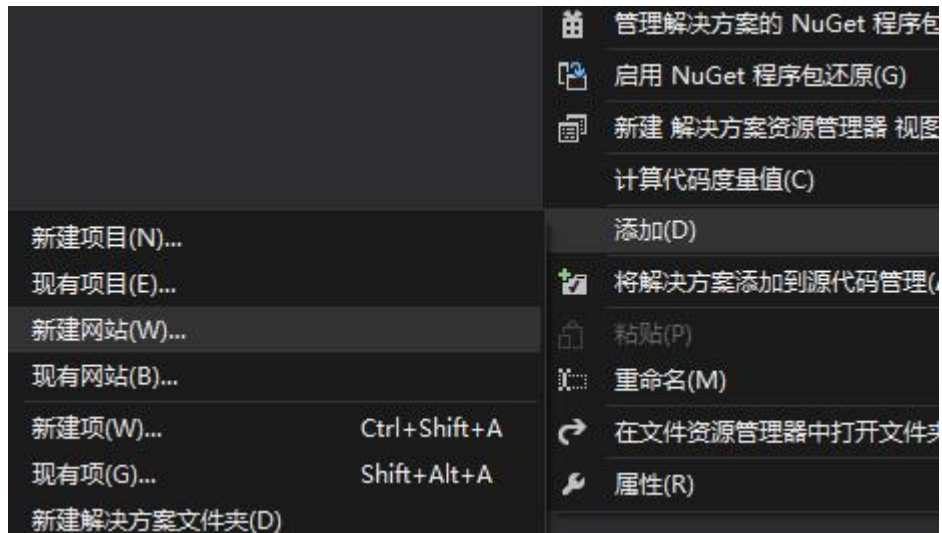 管理解决方案的 NuGet 程序包
启用 NuGet 程序包还原(G)
新建 解决方案资源管理器 视图
计算代码度量值(C)
添加(D)
将解决方案添加到源代码管理(A
粘贴(P)
重命名(M)
在文件资源管理器中打开文件夹
属性(R)
新建项目(N)...
现有项目(E)...
新建网站(W)...
现有网站(B)...
新建项(W)... Ctrl+Shift+A
现有项(G)... Shift+Alt+A
新建解决方案文件夹(D)